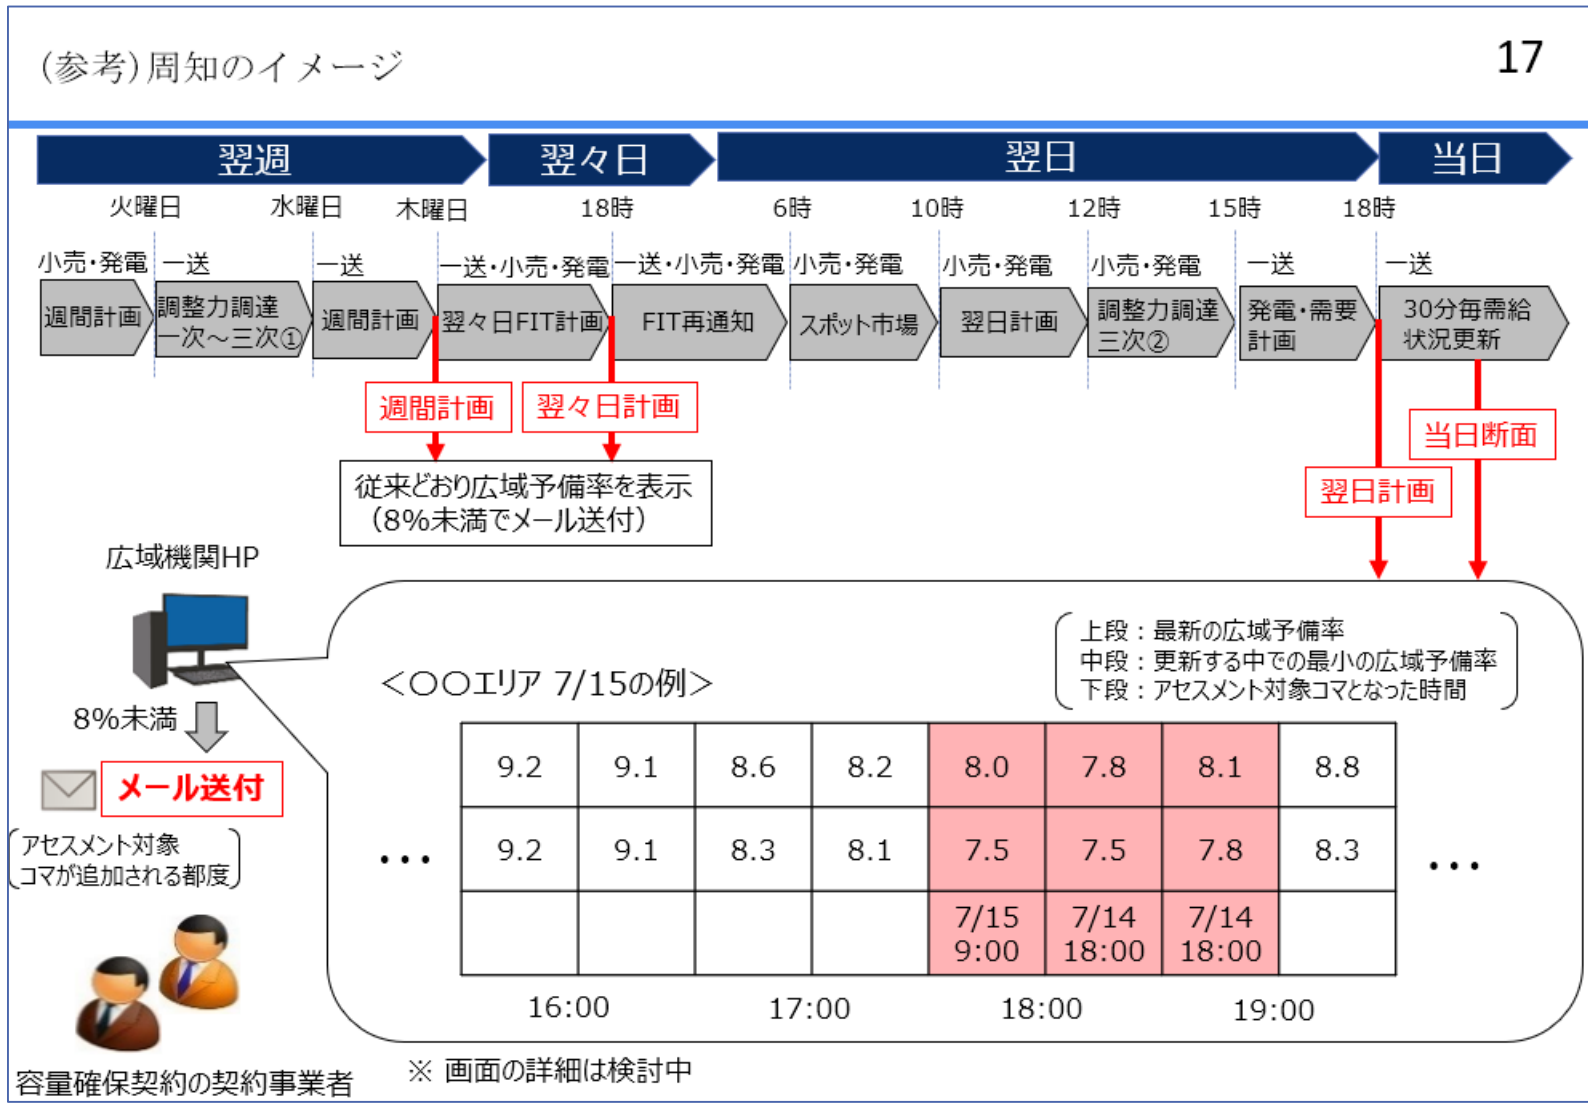 (参考)周知のイメージ
17
翌週
翌々日
翌日
当日
火曜日
水曜日
木曜日
18時
6時
10時
12時
15時
18時
小売・発電
一送
一送
一送・小売・発電
一送・小売・発電
小売・発電
小売・発電
小売・発電
一送
一送
週間計画
調整力調達
一次～三次①
週間計画
翌々日FIT計画
FIT再通知
スポット市場
翌日計画
調整力調達
三次②
発電・需要
計画
30分毎需給
状況更新
週間計画
翌々日計画
当日断面
翌日計画
従来どおり広域予備率を表示
（8%未満でメール送付）
広域機関HP
8%未満
メール送付
アセスメント対象
コマが追加される都度
容量確保契約の契約事業者
上段：最新の広域予備率
中段：更新する中での最小の広域予備率
下段：アセスメント対象コマとなった時間
＜〇〇エリア 7/15の例＞
9.2 9.1 8.6 8.2 8.0 7.8 8.1 8.8
… 9.2 9.1 8.3 8.1 7.5 7.5 7.8 8.3 …
7/15 7/14 7/14
9:00 18:00 18:00
16:00 17:00 18:00 19:00
※ 画面の詳細は検討中